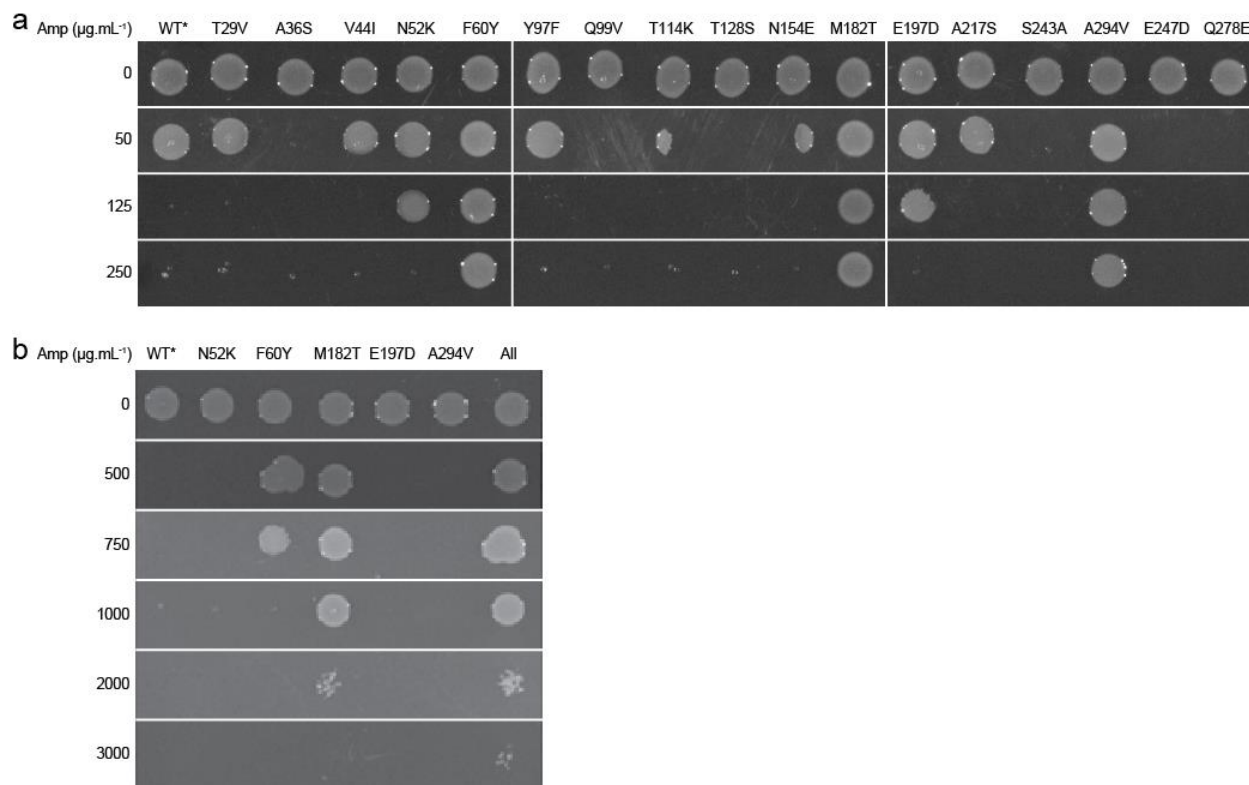 a
Amp (µg.mL⁻¹) WT* T29V A36S V44I N52K F60Y Y97F Q99V T114K T128S N154E M182T E197D A217S S243A A294V E247D Q278E
0
50
125
250
b
Amp (µg.mL⁻¹) WT* N52K F60Y M182T E197D A294V All
0
500
750
1000
2000
3000